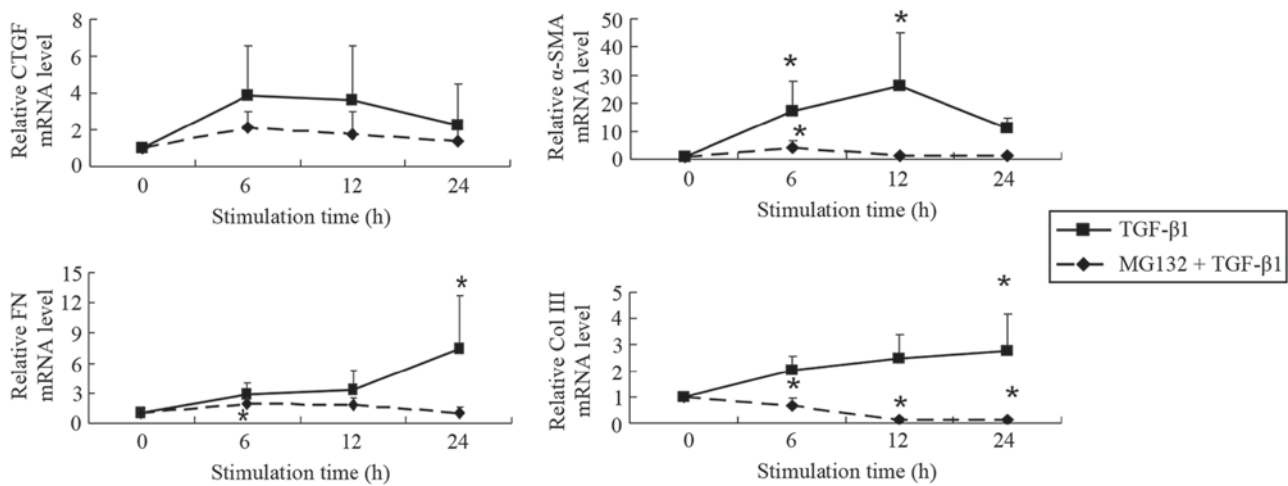 Relative CTGF
mRNA level
8
6
4
2
0
0 6 12 24
Stimulation time (h)
Relative α-SMA
mRNA level
50
40
30
20
10
0
*
*
*
0 6 12 24
Stimulation time (h)
TGF-β1
MG132 + TGF-β1
Relative FN
mRNA level
15
12
9
6
3
0
*
*
0 6 12 24
Stimulation time (h)
Relative Col III
mRNA level
5
4
3
2
1
0
*
*
*
*
0 6 12 24
Stimulation time (h)